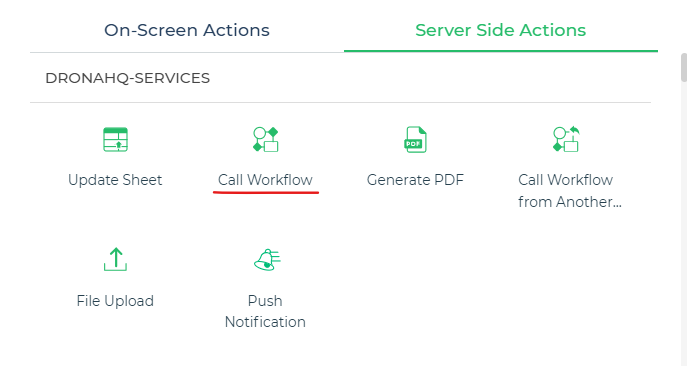 On-Screen Actions
Server Side Actions
DRONAHQ-SERVICES
Update Sheet
Call Workflow
PDF
Generate PDF
Call Workflow
from Another...
File Upload
Push
Notification